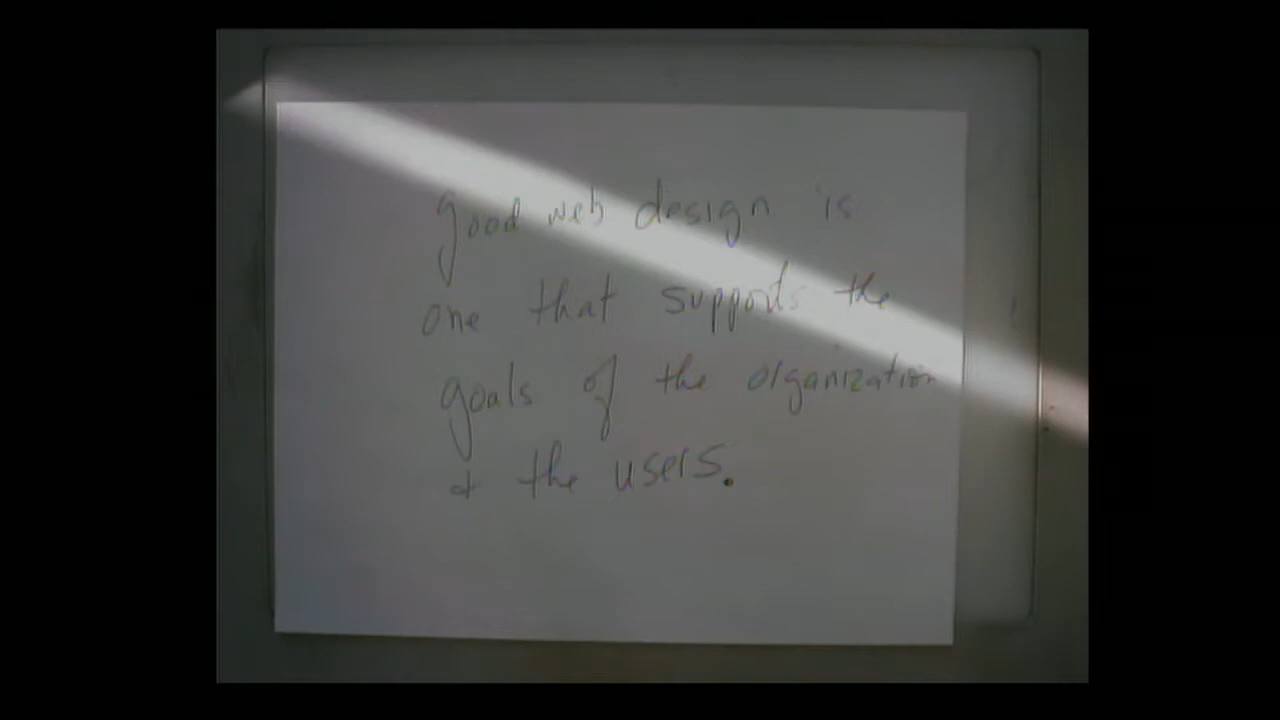 good web design is
one that supports the
goals of the organization
+ the users.